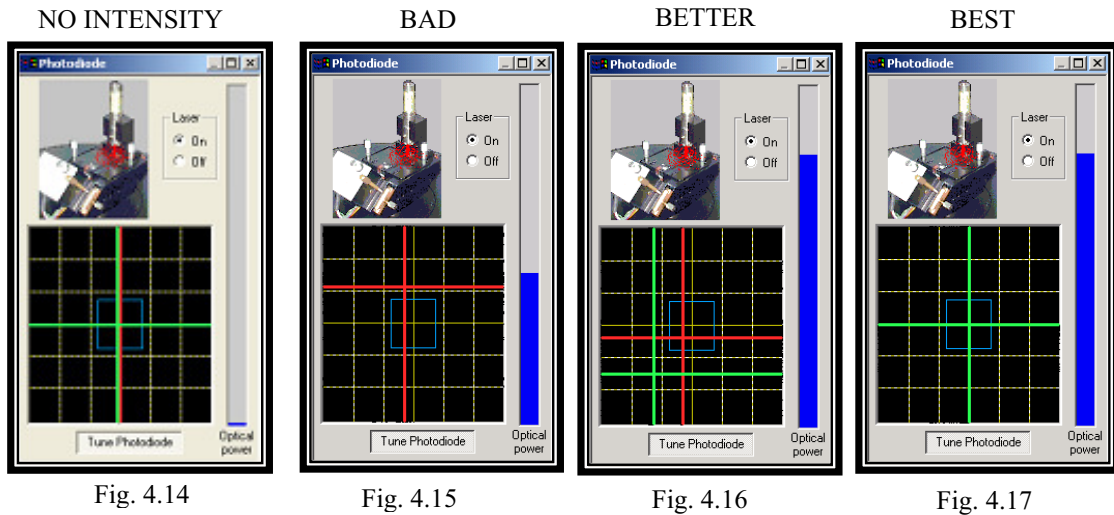 NO INTENSITY
BAD
BETTER
BEST
Photodiode
Laser
On
Off
Tune Photodiode
Optical
power
Photodiode
Laser
On
Off
Tune Photodiode
Optical
power
Photodiode
Laser
On
Off
Tune Photodiode
Optical
power
Photodiode
Laser
On
Off
Tune Photodiode
Optical
power
Fig. 4.14
Fig. 4.15
Fig. 4.16
Fig. 4.17